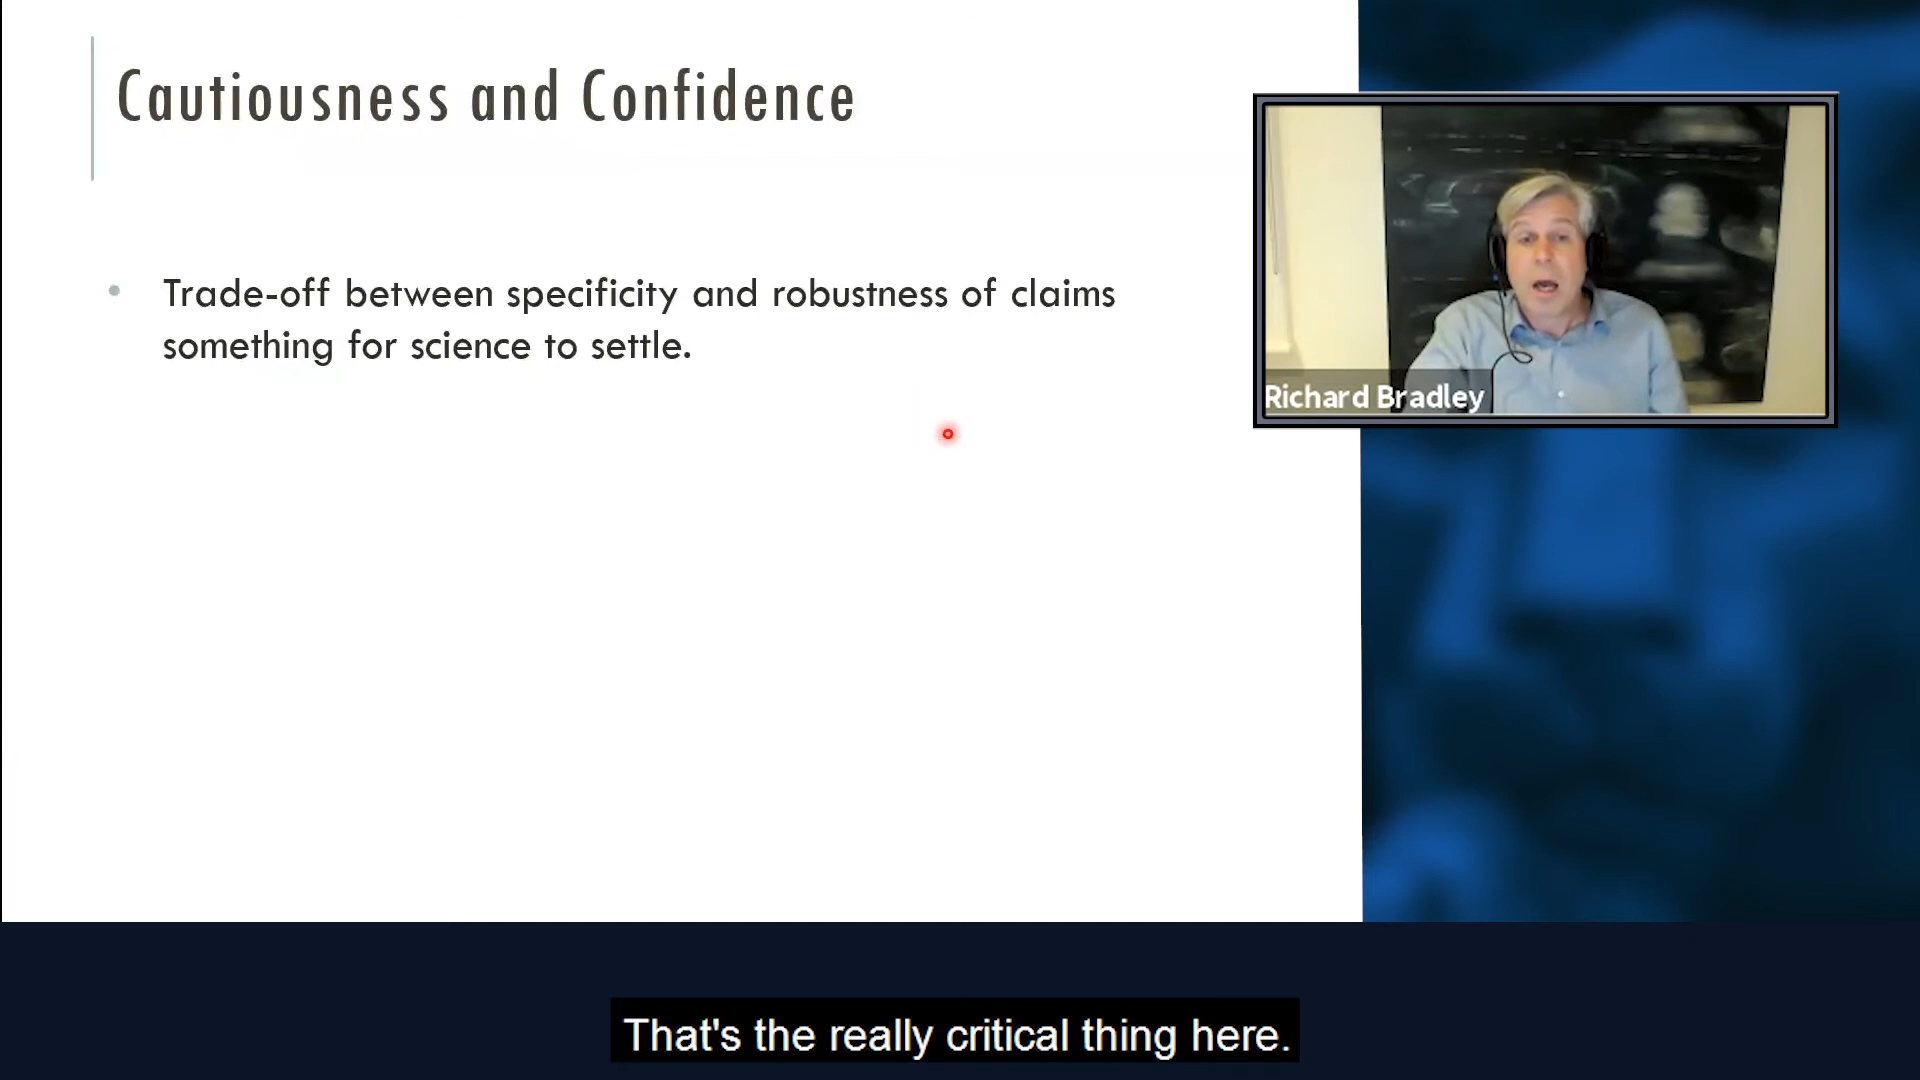 Cautiousness and Confidence
• Trade-off between specificity and robustness of claims
something for science to settle.
Richard Bradley
That's the really critical thing here.